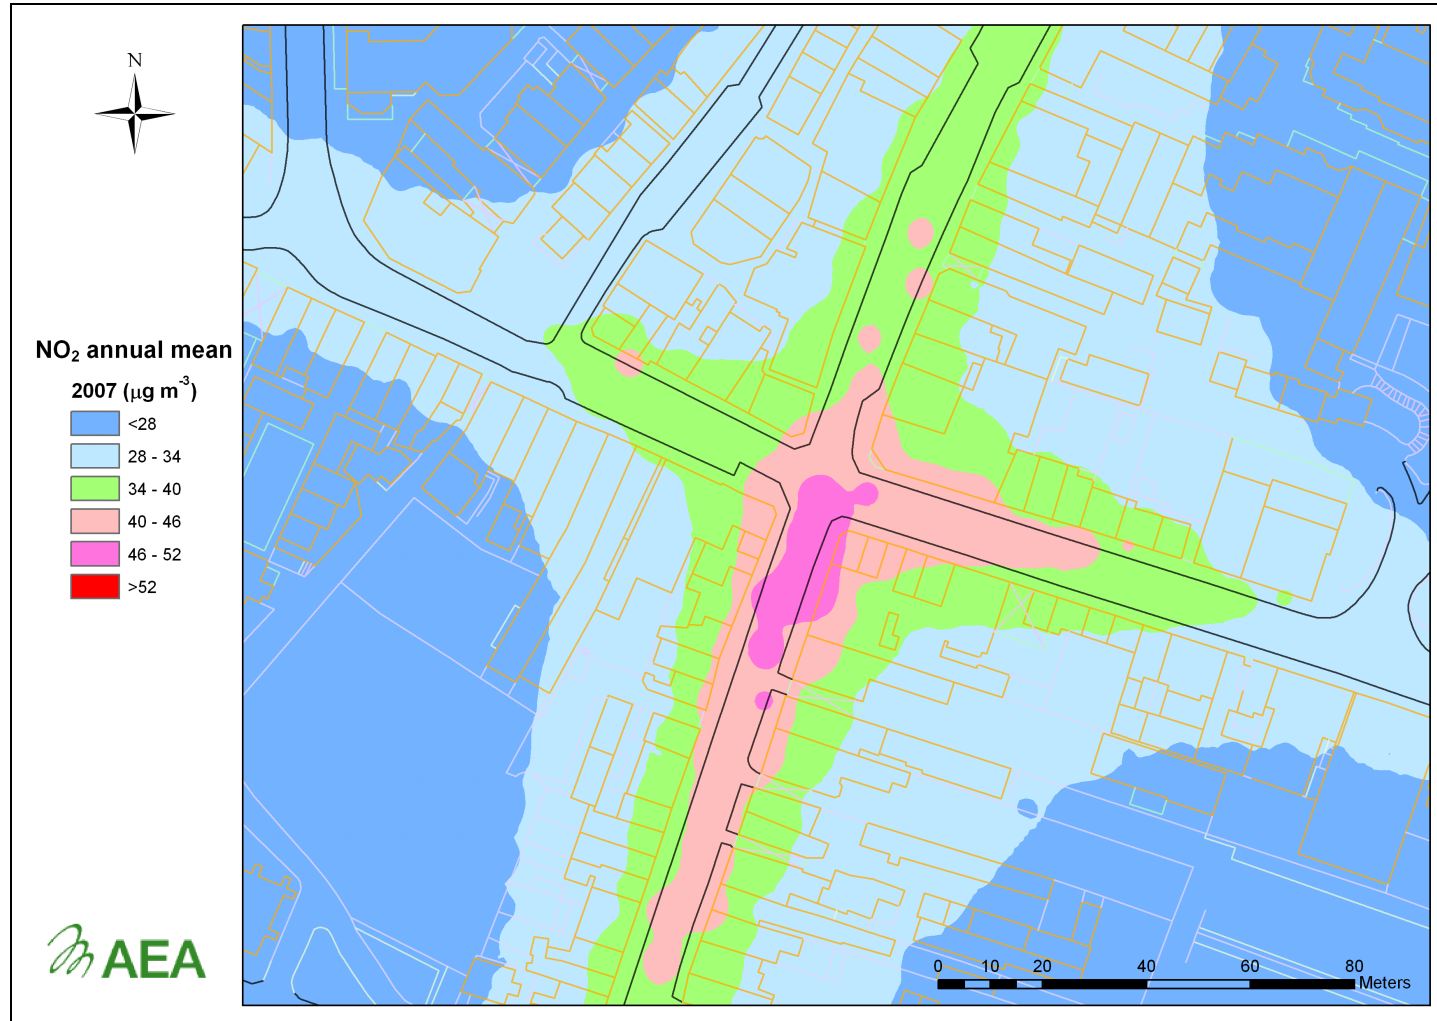 N
NO₂ annual mean
2007 (µg m⁻³)
<28
28 - 34
34 - 40
40 - 46
46 - 52
>52
AEA
0 10 20 40 60 80
Meters